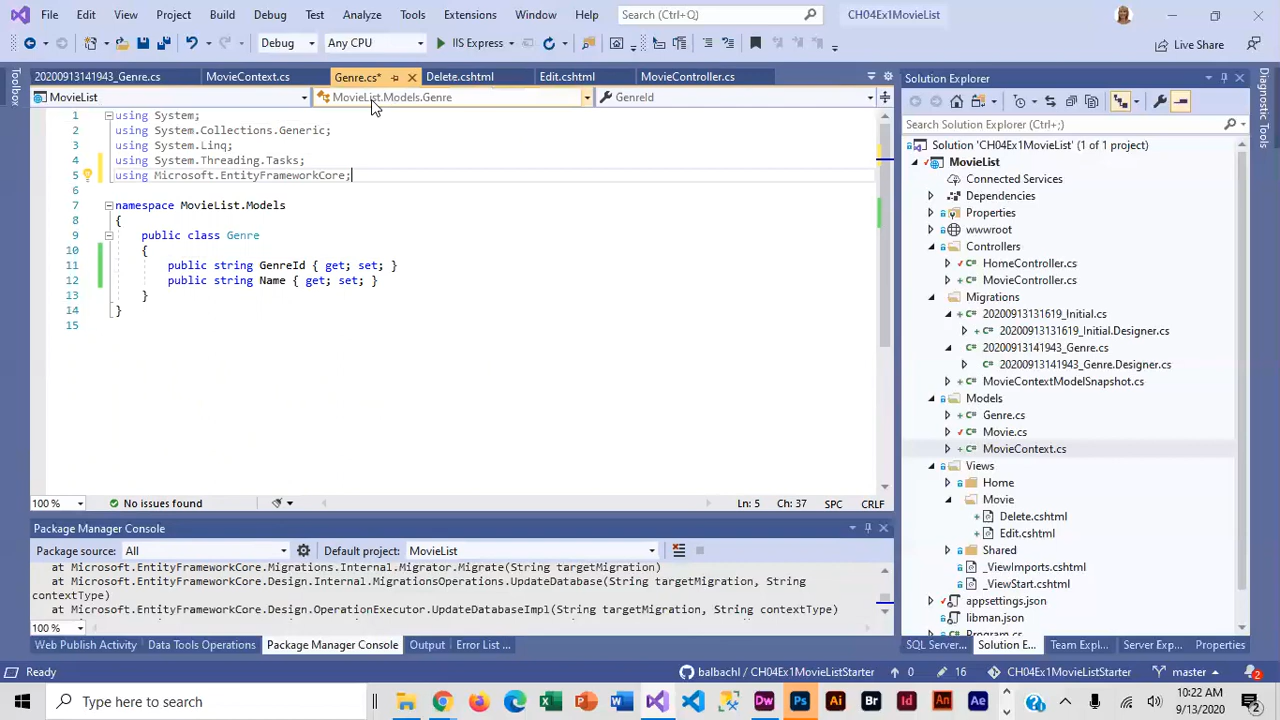 File Edit View Project Build Debug Test Analyze Tools Extensions Window Help Search (Ctrl+Q) CH04Ex1MovieList
Debug Any CPU IIS Express Live Share
20200913141943_Genre.cs MovieContext.cs Genre.cs* Delete.cshtml Edit.cshtml MovieController.cs
MovieList MovieList.Models.Genre GenreId
Toolbox
1 using System;
2 using System.Collections.Generic;
3 using System.Linq;
4 using System.Threading.Tasks;
5 using Microsoft.EntityFrameworkCore;
6
7 namespace MovieList.Models
8 {
9 public class Genre
10 {
11 public string GenreId { get; set; }
12 public string Name { get; set; }
13 }
14 }
15
100 % No issues found Ln: 5 Ch: 37 SPC CRLF
Package Manager Console
Package source: All Default project: MovieList
at Microsoft.EntityFrameworkCore.Migrations.Internal.Migrator.Migrate(String targetMigration)
at Microsoft.EntityFrameworkCore.Design.Internal.MigrationsOperations.UpdateDatabase(String targetMigration, String
contextType)
at Microsoft.EntityFrameworkCore.Design.OperationExecutor.UpdateDatabaseImpl(String targetMigration, String contextType)
100 %
Web Publish Activity Data Tools Operations Package Manager Console Output Error List ...
Solution Explorer
Search Solution Explorer (Ctrl+;)
Solution 'CH04Ex1MovieList' (1 of 1 project)
MovieList
Connected Services
Dependencies
Properties
wwwroot
Controllers
HomeController.cs
MovieController.cs
Migrations
20200913131619_Initial.cs
20200913131619_Initial.Designer.cs
20200913141943_Genre.cs
20200913141943_Genre.Designer.cs
MovieContextModelSnapshot.cs
Models
Genre.cs
Movie.cs
MovieContext.cs
Views
Home
Movie
Delete.cshtml
Edit.cshtml
Shared
_ViewImports.cshtml
_ViewStart.cshtml
appsettings.json
libman.json
Program.cs
SQL Server... Solution E... Team Expl... Server Exp... Properties
Ready balbachl / CH04Ex1MovieListStarter 0 16 CH04Ex1MovieListStarter master 2
Type here to search 10:22 AM
9/13/2020 2